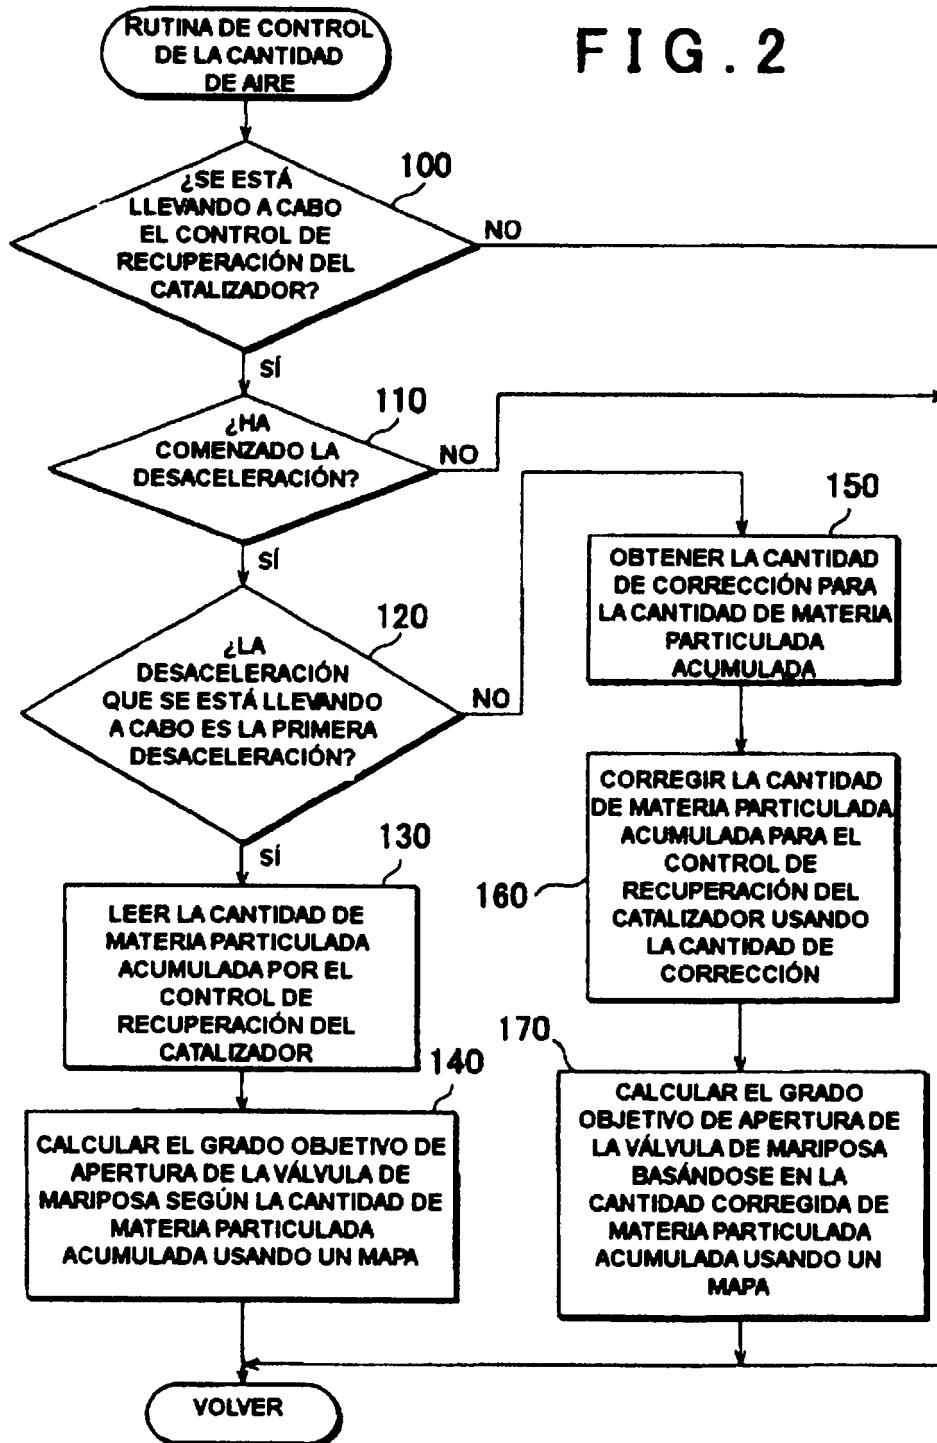 RUTINA DE CONTROL
DE LA CANTIDAD
DE AIRE
FIG.2
100
¿SE ESTÁ
LLEVANDO A CABO
EL CONTROL DE
RECUPERACIÓN DEL
CATALIZADOR?
NO
SÍ
110
¿HA
COMENZADO LA
DESACELERACIÓN?
NO
SÍ
120
¿LA
DESACELERACIÓN
QUE SE ESTÁ LLEVANDO
A CABO ES LA PRIMERA
DESACELERACIÓN?
NO
SÍ
130
LEER LA CANTIDAD DE
MATERIA PARTICULADA
ACUMULADA POR EL
CONTROL DE
RECUPERACIÓN DEL
CATALIZADOR
140
CALCULAR EL GRADO OBJETIVO DE
APERTURA DE LA VÁLVULA DE
MARIPOSA SEGÚN LA CANTIDAD DE
MATERIA PARTICULADA
ACUMULADA USANDO UN MAPA
150
OBTENER LA CANTIDAD
DE CORRECCIÓN PARA
LA CANTIDAD DE MATERIA
PARTICULADA
ACUMULADA
160
CORREGIR LA CANTIDAD
DE MATERIA PARTICULADA
ACUMULADA PARA EL
CONTROL DE
RECUPERACIÓN DEL
CATALIZADOR USANDO
LA CANTIDAD DE
CORRECCIÓN
170
CALCULAR EL GRADO
OBJETIVO DE APERTURA DE
LA VÁLVULA DE MARIPOSA
BASÁNDOSE EN LA
CANTIDAD CORREGIDA DE
MATERIA PARTICULADA
ACUMULADA USANDO UN
MAPA
VOLVER